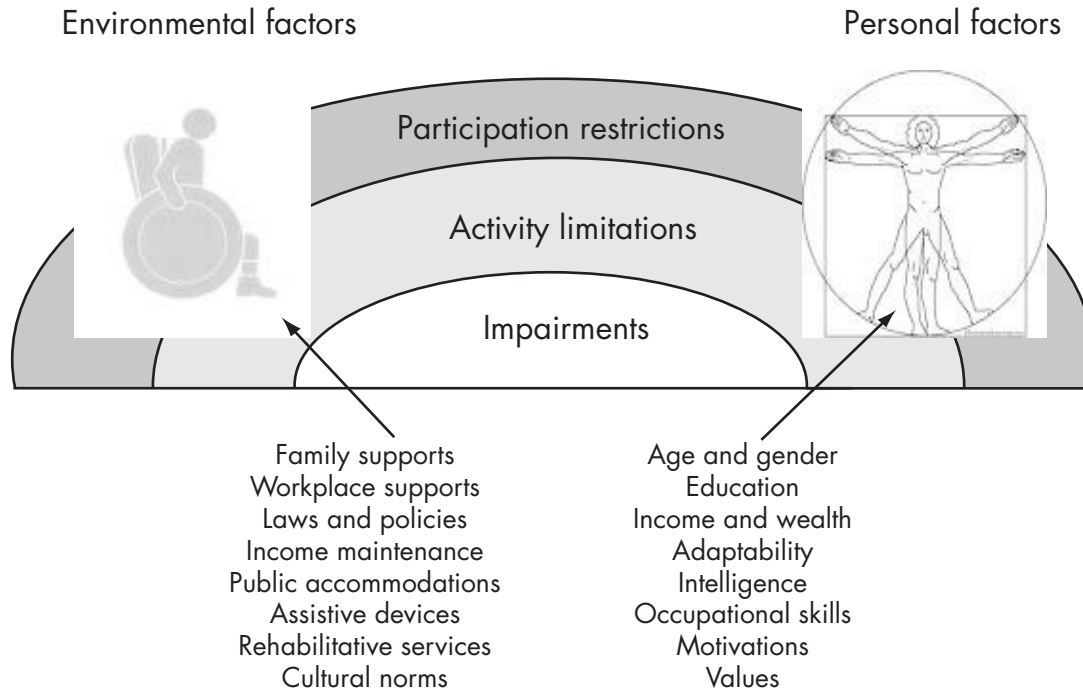 Environmental factors
Personal factors
Participation restrictions
Activity limitations
Impairments
Family supports
Workplace supports
Laws and policies
Income maintenance
Public accommodations
Assistive devices
Rehabilitative services
Cultural norms
Age and gender
Education
Income and wealth
Adaptability
Intelligence
Occupational skills
Motivations
Values